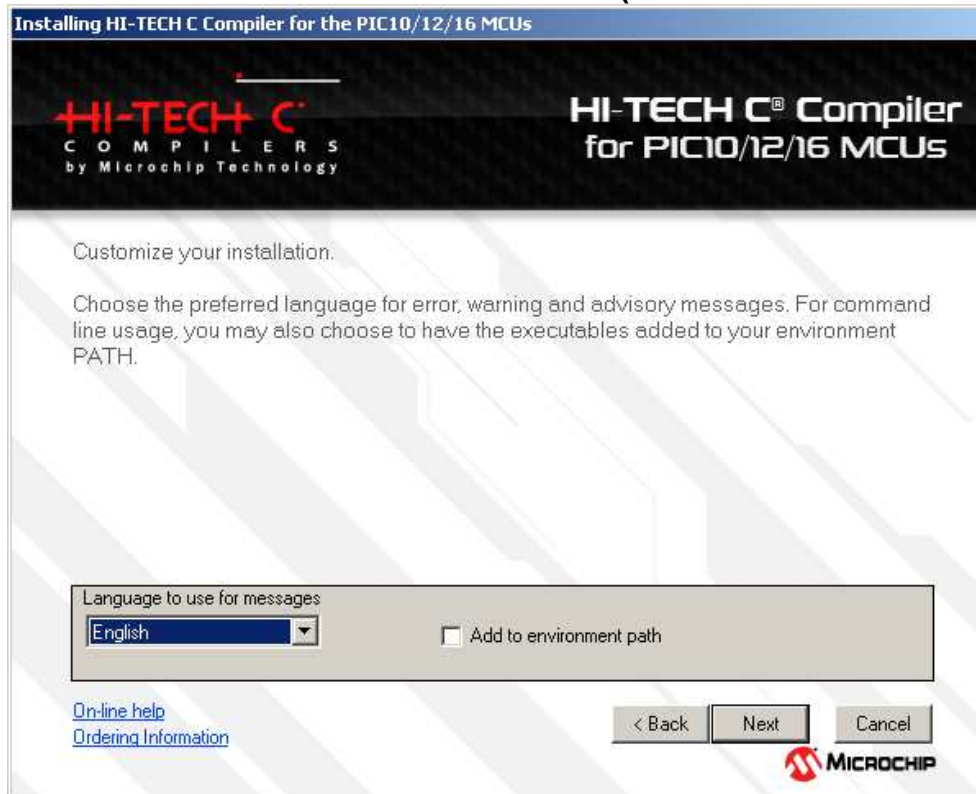 Installing HI-TECH C Compiler for the PIC10/12/16 MCUs
HI-TECH C
COMPILERS
by Microchip Technology
HI-TECH C® Compiler
for PIC10/12/16 MCUs
Customize your installation.
Choose the preferred language for error, warning and advisory messages. For command
line usage, you may also choose to have the executables added to your environment
PATH.
Language to use for messages
English
Add to environment path
On-line help
Ordering Information
< Back
Next
Cancel
MICROCHIP